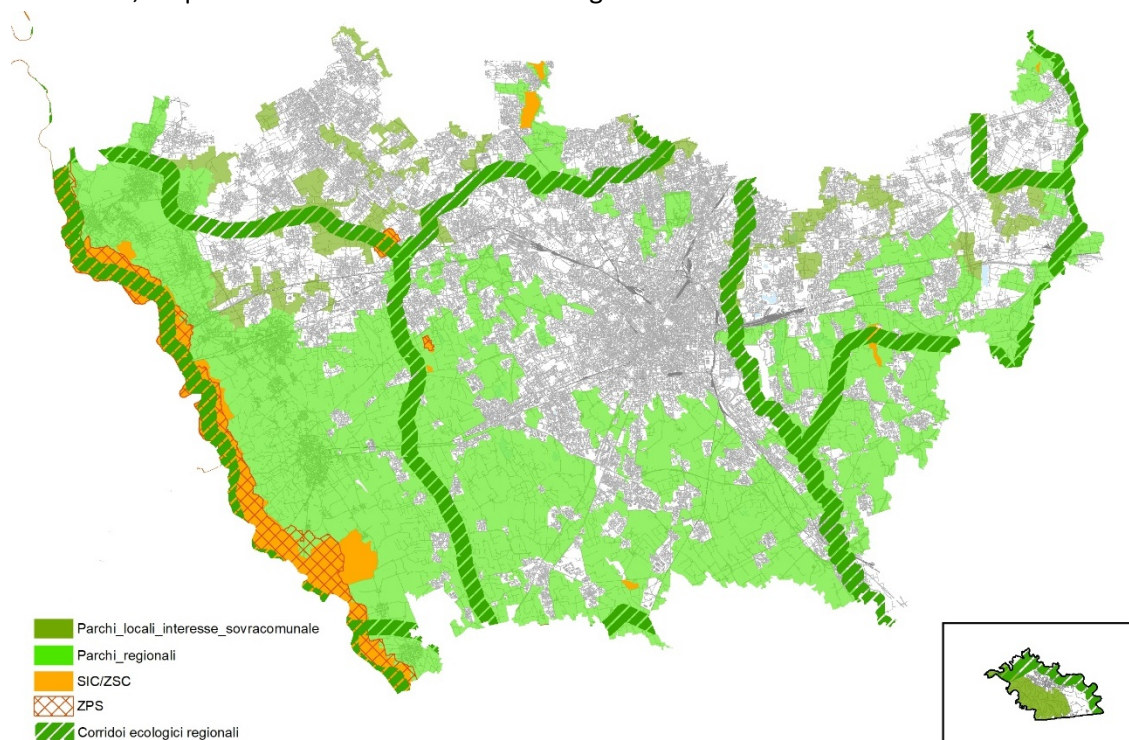 Parchi_locali_interesse_sovracomunale
Parchi_regionali
SIC/ZSC
ZPS
Corridoi ecologici regionali